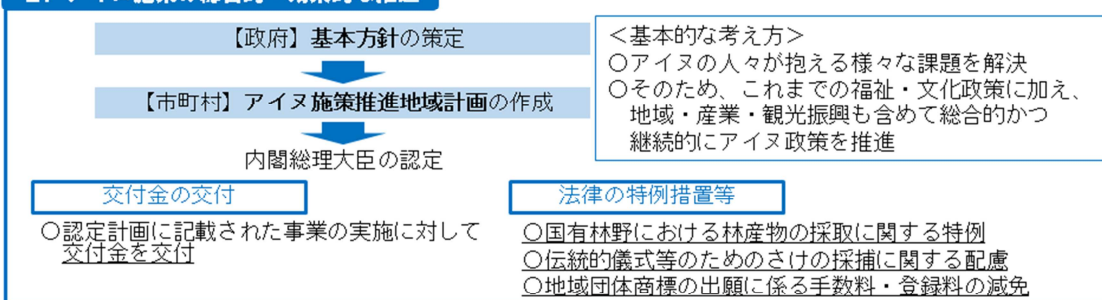 【政府】基本方針の策定
【市町村】アイヌ施策推進地域計画の作成
内閣総理大臣の認定
<基本的な考え方>
○アイヌの人々が抱える様々な課題を解決
○そのため、これまでの福祉・文化政策に加え、
地域・産業・観光振興も含めて総合的かつ
継続的にアイヌ政策を推進
交付金の交付
○認定計画に記載された事業の実施に対して
交付金を交付
法律の特例措置等
○国有林野における林産物の採取に関する特例
○伝統的儀式等のためのさけの採捕に関する配慮
○地域団体商標の出願に係る手数料・登録料の減免